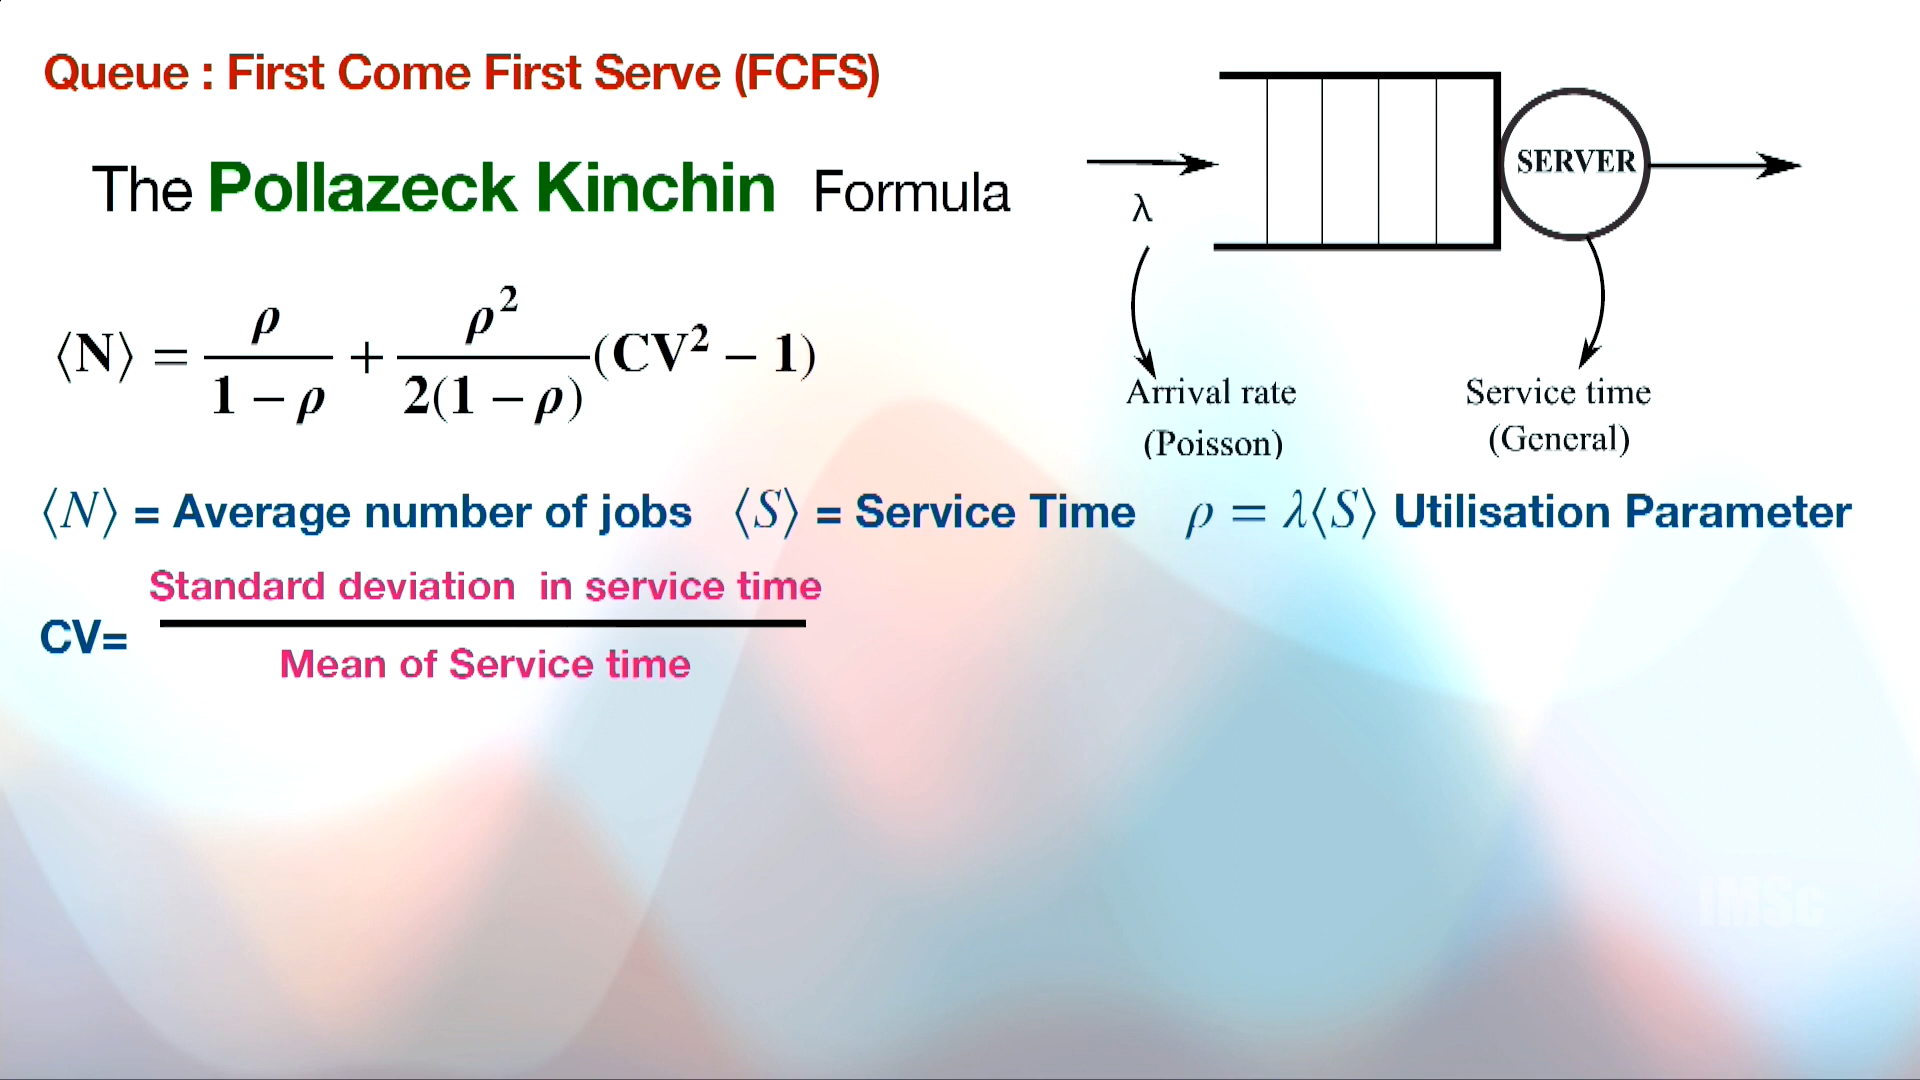 Queue : First Come First Serve (FCFS)
The Pollazeck Kinchin Formula
SERVER
λ
⟨N⟩ = ρ / (1 − ρ) + ρ² / 2(1 − ρ) (CV² − 1)
Arrival rate
(Poisson)
Service time
(General)
⟨N⟩ = Average number of jobs ⟨S⟩ = Service Time ρ = λ⟨S⟩ Utilisation Parameter
Standard deviation in service time
CV=
Mean of Service time
IMSc